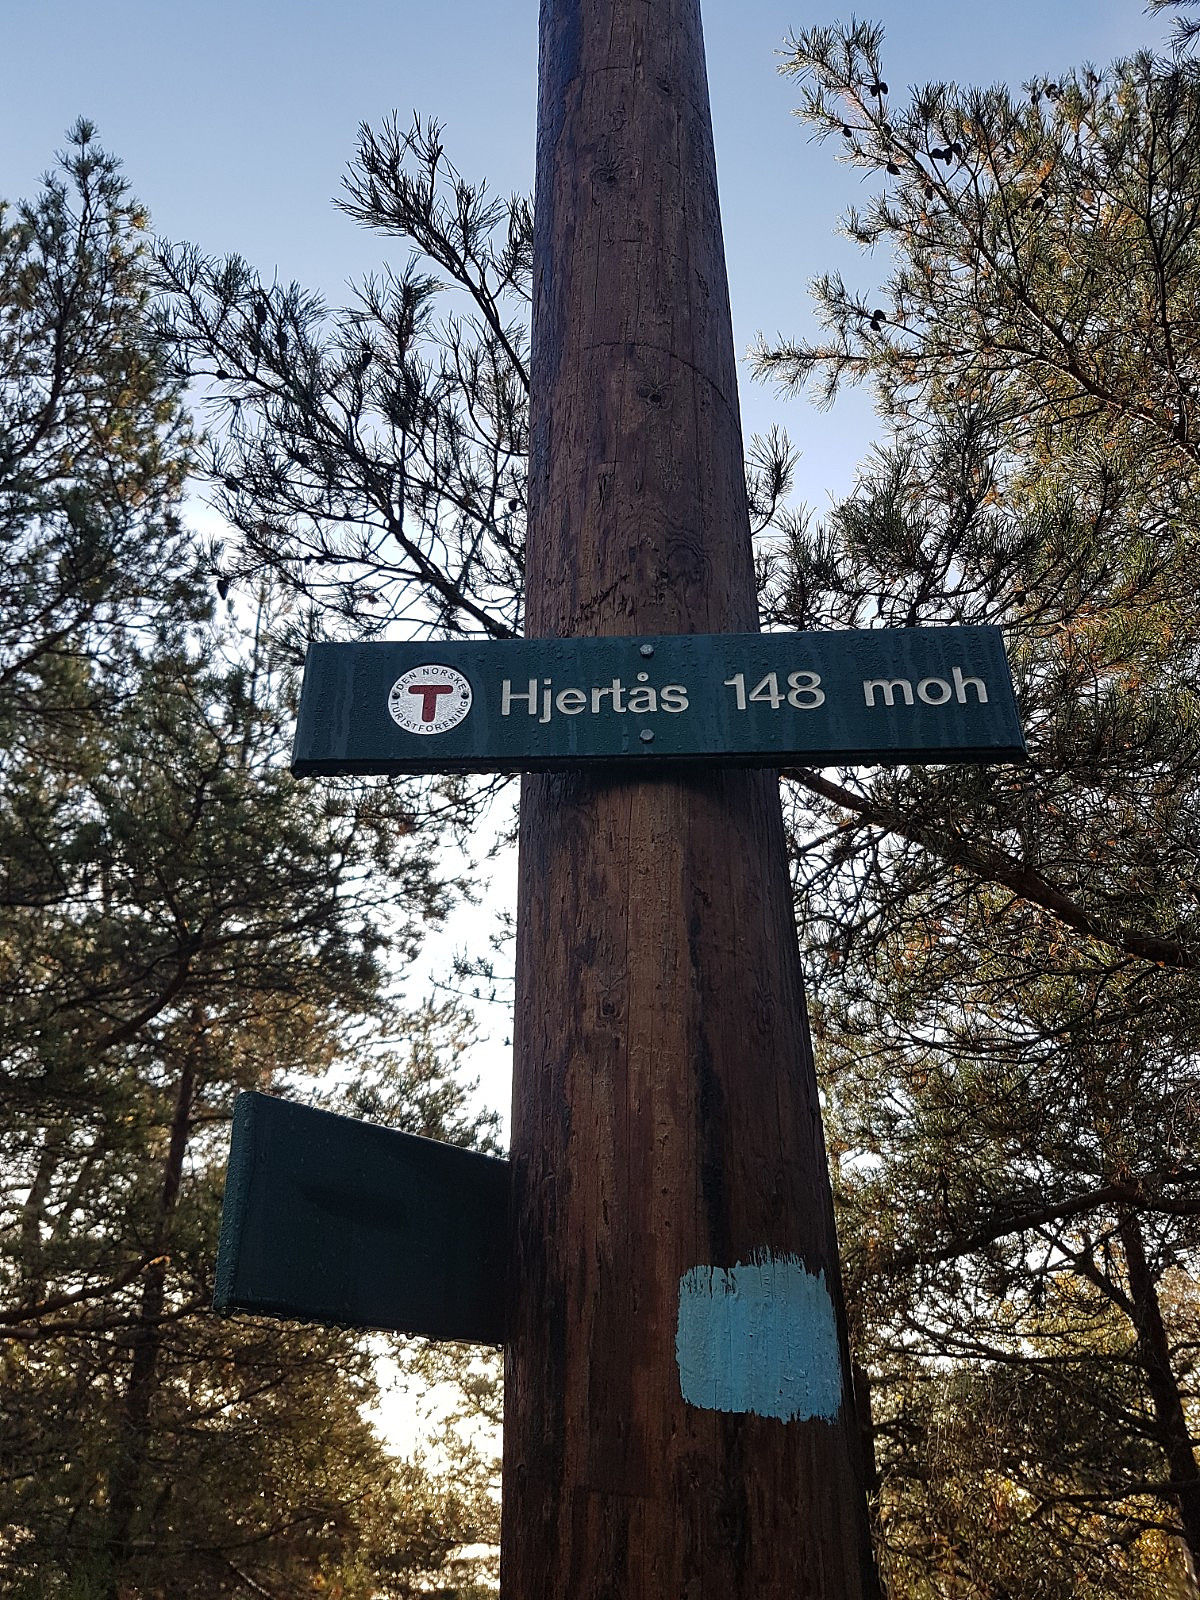 DEN NORSKE
T
TURISTFORENING
Hjertås 148 moh